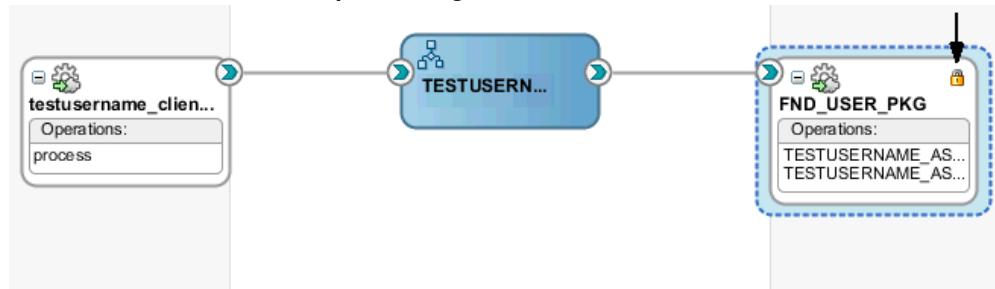 testusername_clien...
Operations:
process
TESTUSERN...
FND_USER_PKG
Operations:
TESTUSERNAME_AS...
TESTUSERNAME_AS...